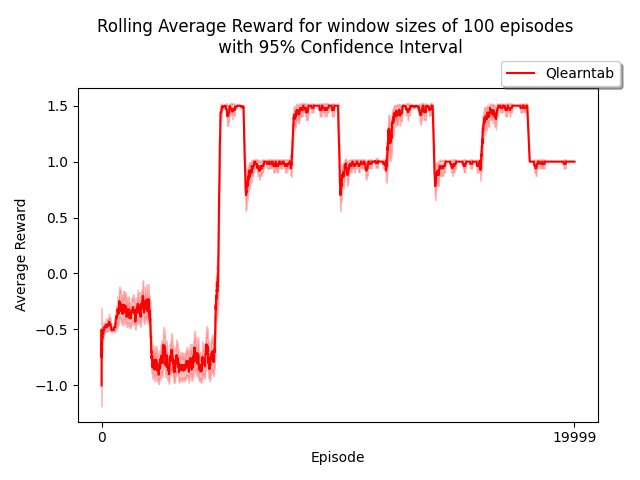 Rolling Average Reward for window sizes of 100 episodes
with 95% Confidence Interval
Qlearntab
1.5
1.0
0.5
0.0
−0.5
−1.0
Average Reward
0
19999
Episode